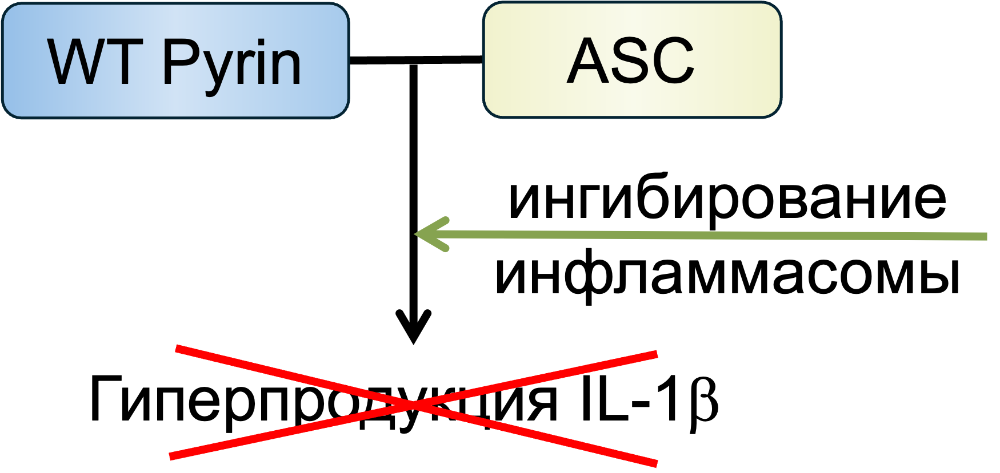 WT Pyrin
ASC
ингибирование
инфламмасомы
Гиперпродукция IL-1β